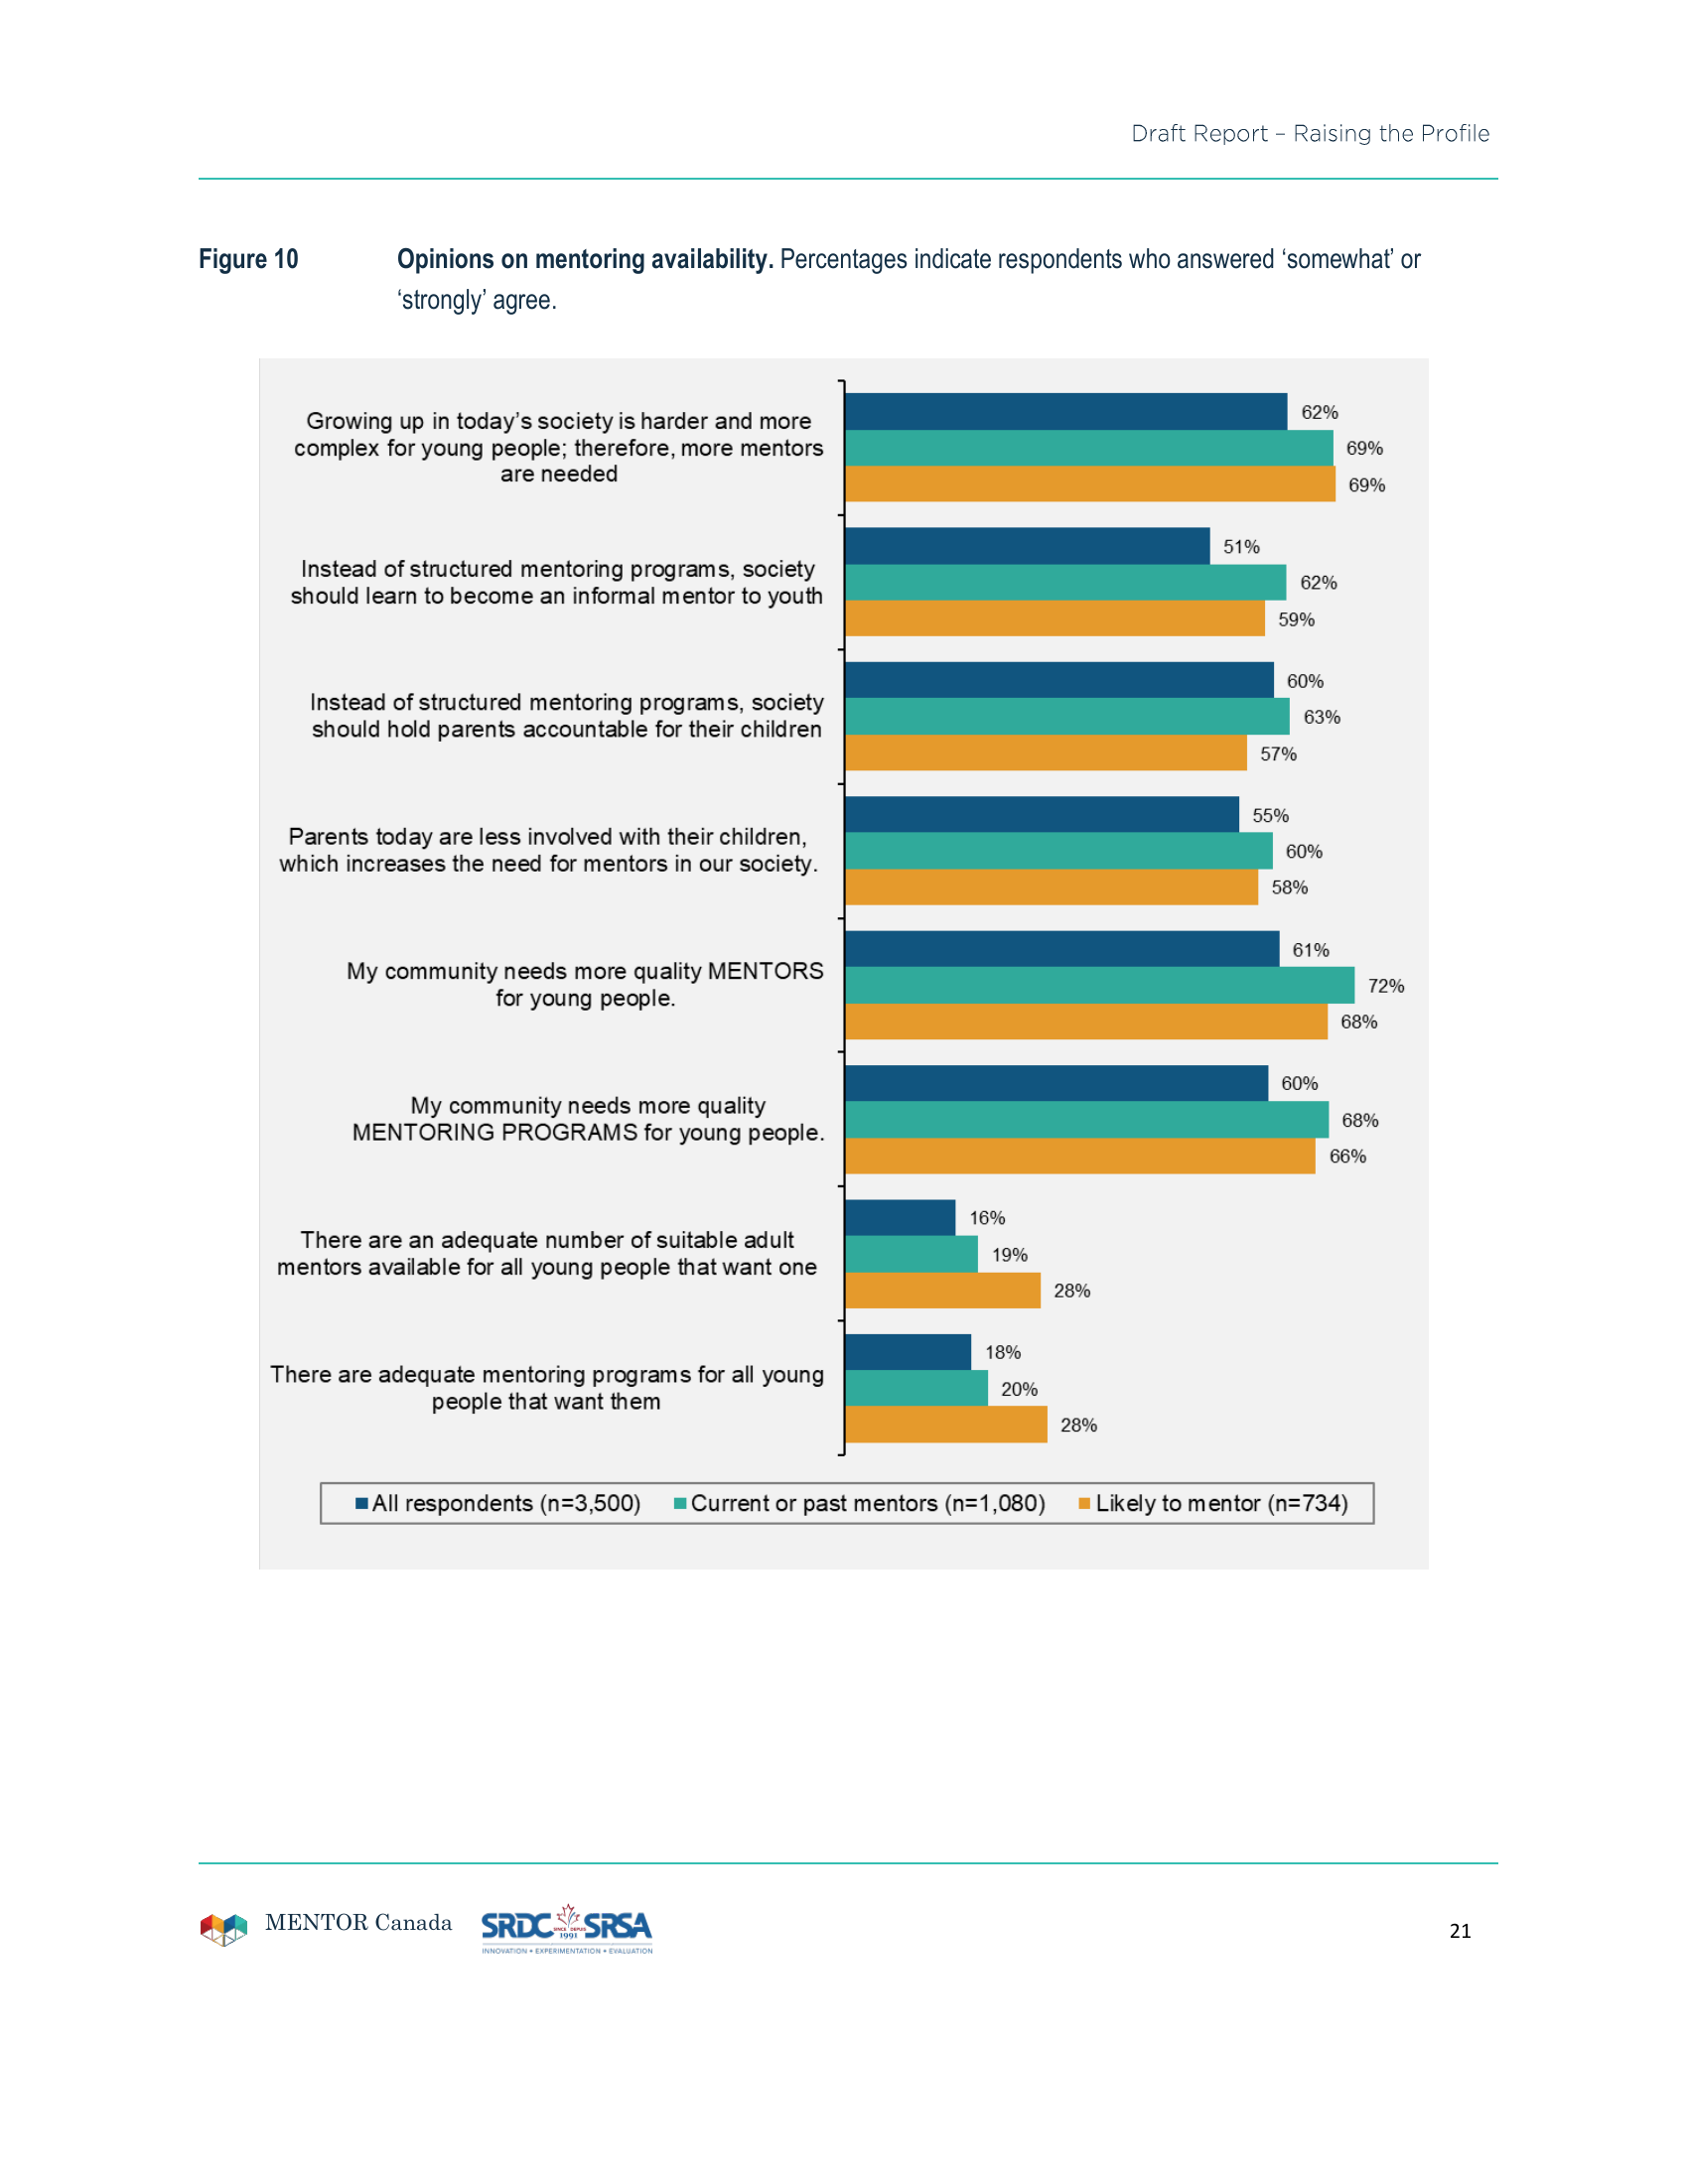 Draft Report – Raising the Profile
Figure 10 Opinions on mentoring availability. Percentages indicate respondents who answered ‘somewhat’ or
‘strongly’ agree.
Growing up in today’s society is harder and more
complex for young people; therefore, more mentors
are needed
62%
69%
69%
Instead of structured mentoring programs, society
should learn to become an informal mentor to youth
51%
62%
59%
Instead of structured mentoring programs, society
should hold parents accountable for their children
60%
63%
57%
Parents today are less involved with their children,
which increases the need for mentors in our society.
55%
60%
58%
My community needs more quality MENTORS
for young people.
61%
72%
68%
My community needs more quality
MENTORING PROGRAMS for young people.
60%
68%
66%
There are an adequate number of suitable adult
mentors available for all young people that want one
16%
19%
28%
There are adequate mentoring programs for all young
people that want them
18%
20%
28%
All respondents (n=3,500) Current or past mentors (n=1,080) Likely to mentor (n=734)
MENTOR Canada
SRDC SINCE DEPUIS 1991 SRSA
INNOVATION • EXPERIMENTATION • EVALUATION
21